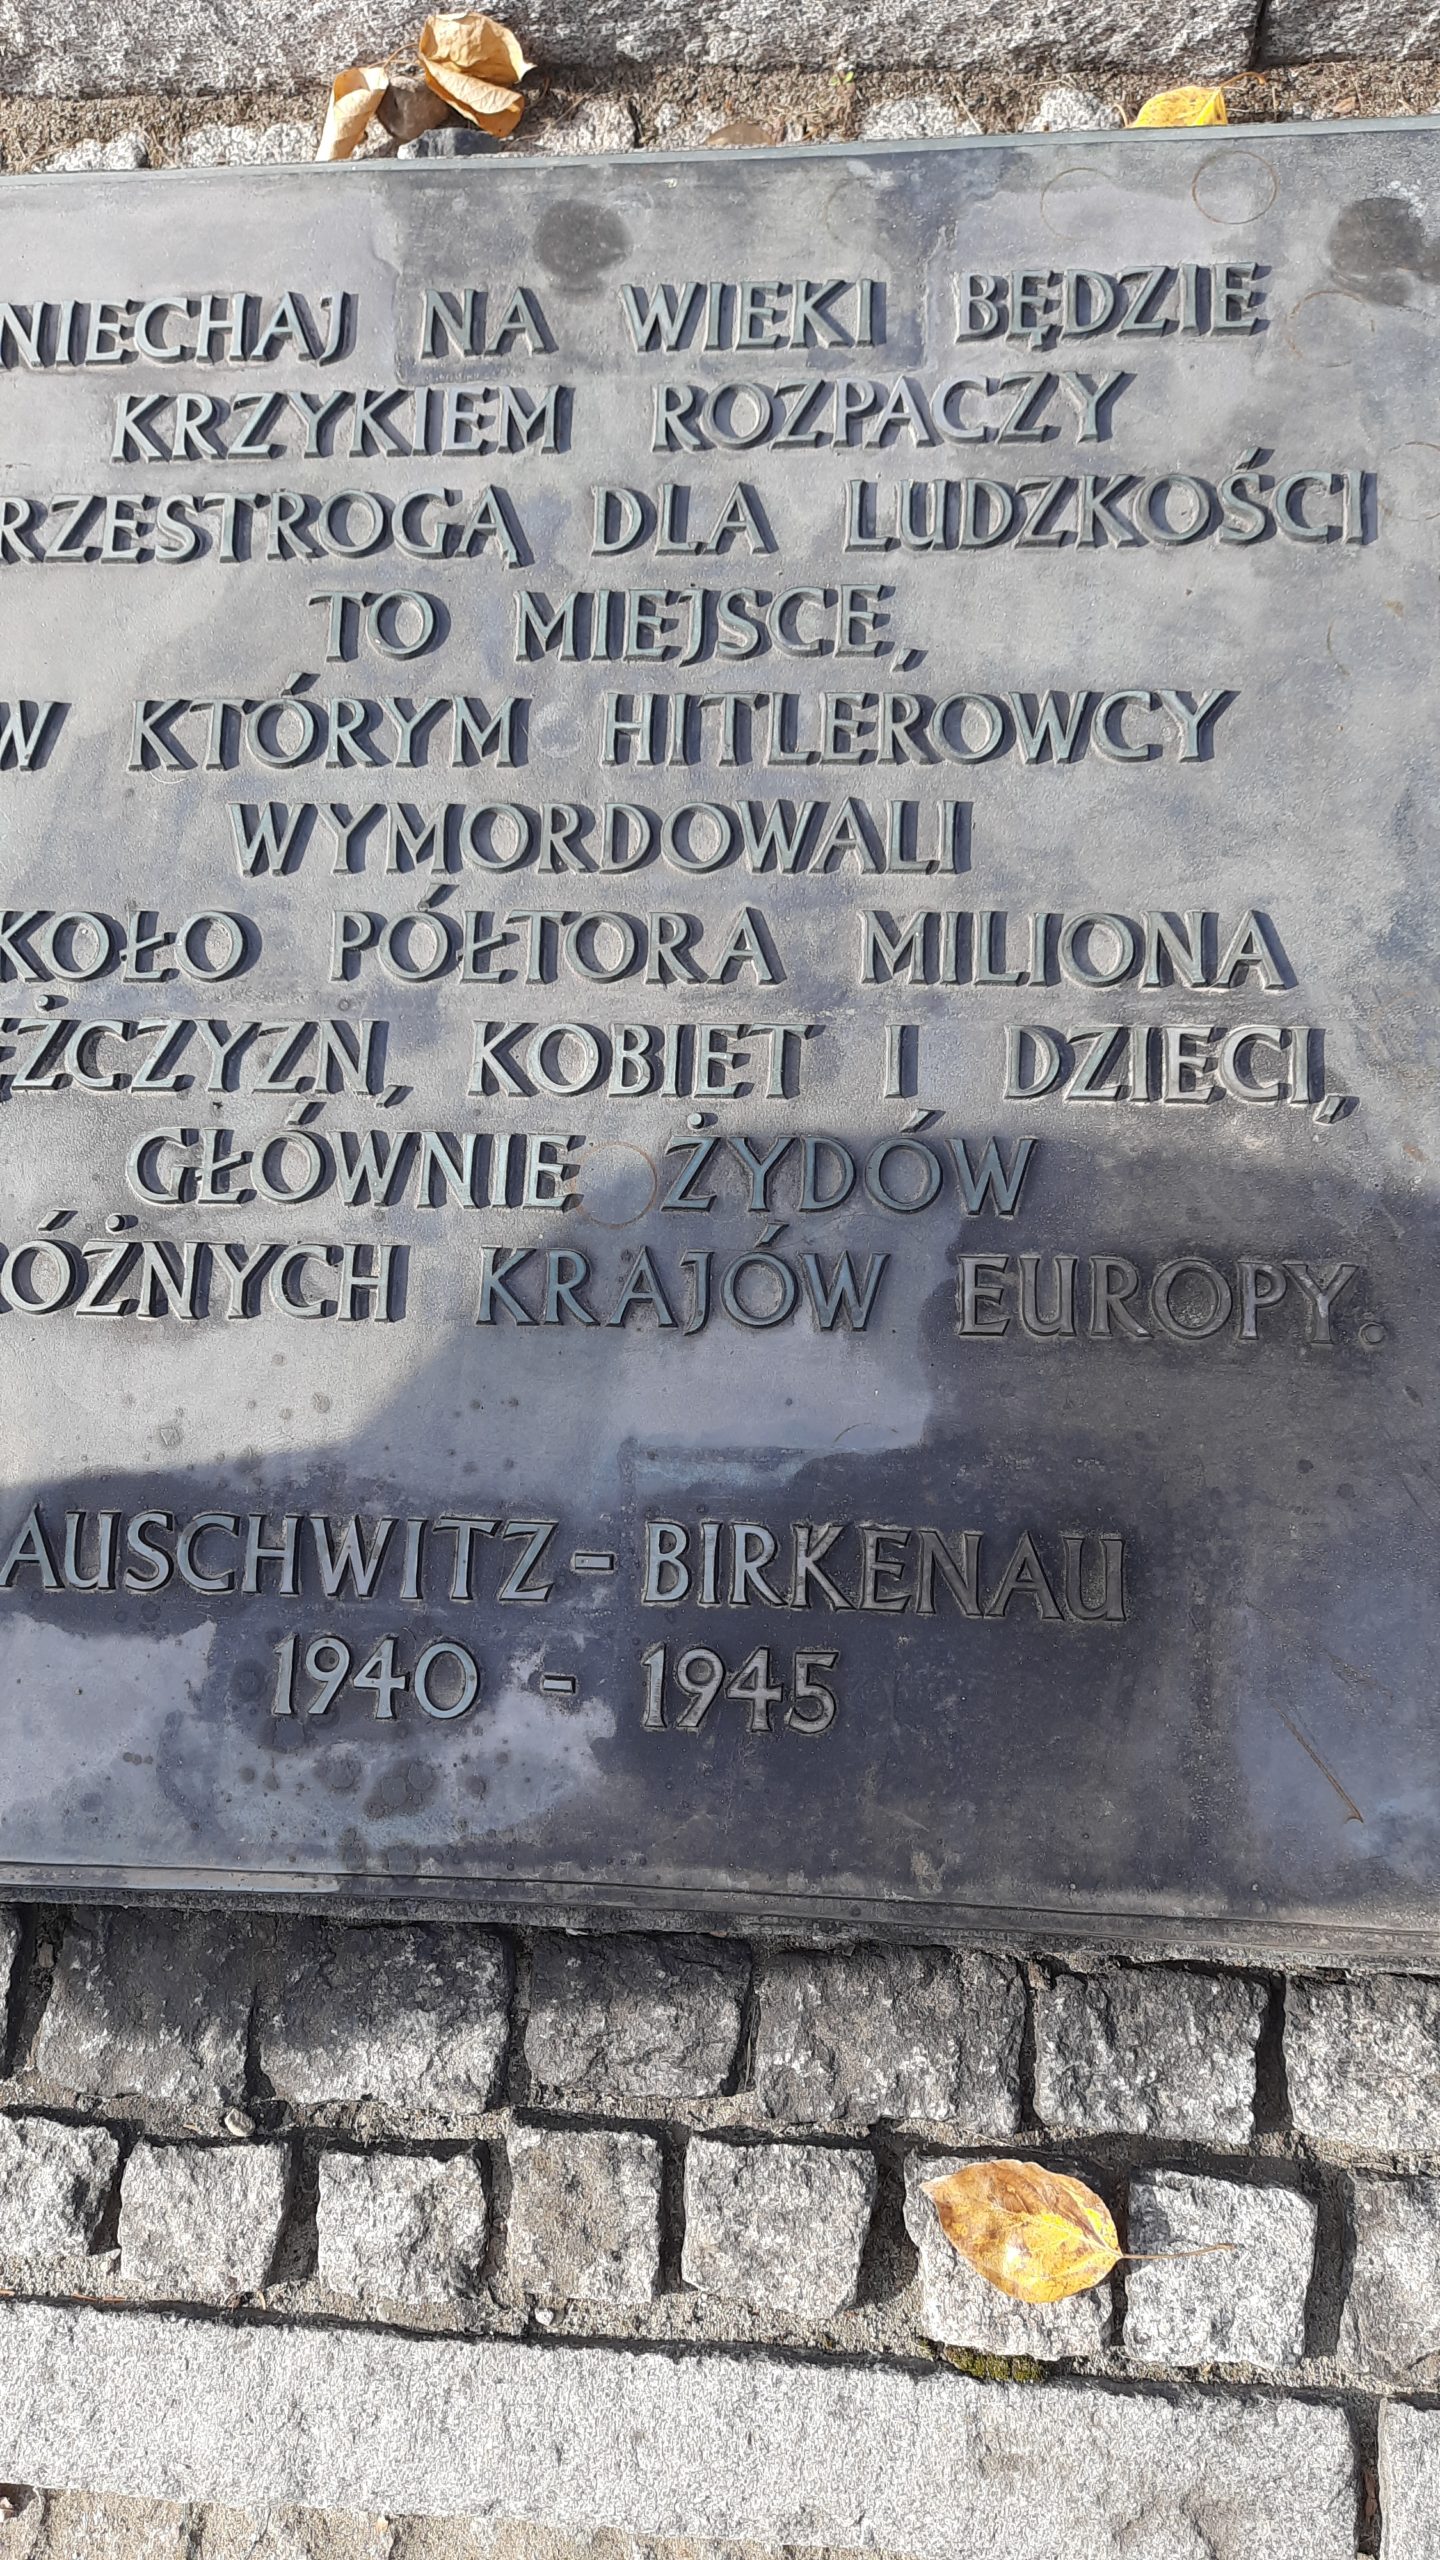 NIECHAJ NA WIEKI BĘDZIE
KRZYKIEM ROZPACZY
RZESTROGĄ DLA LUDZKOŚCI
TO MIEJSCE,
W KTÓRYM HITLEROWCY
WYMORDOWALI
KOŁO PÓŁTORA MILIONA
ĘŻCZYZN, KOBIET I DZIECI,
GŁÓWNIE ŻYDÓW
RÓŻNYCH KRAJÓW EUROPY.
AUSCHWITZ-BIRKENAU
1940 - 1945